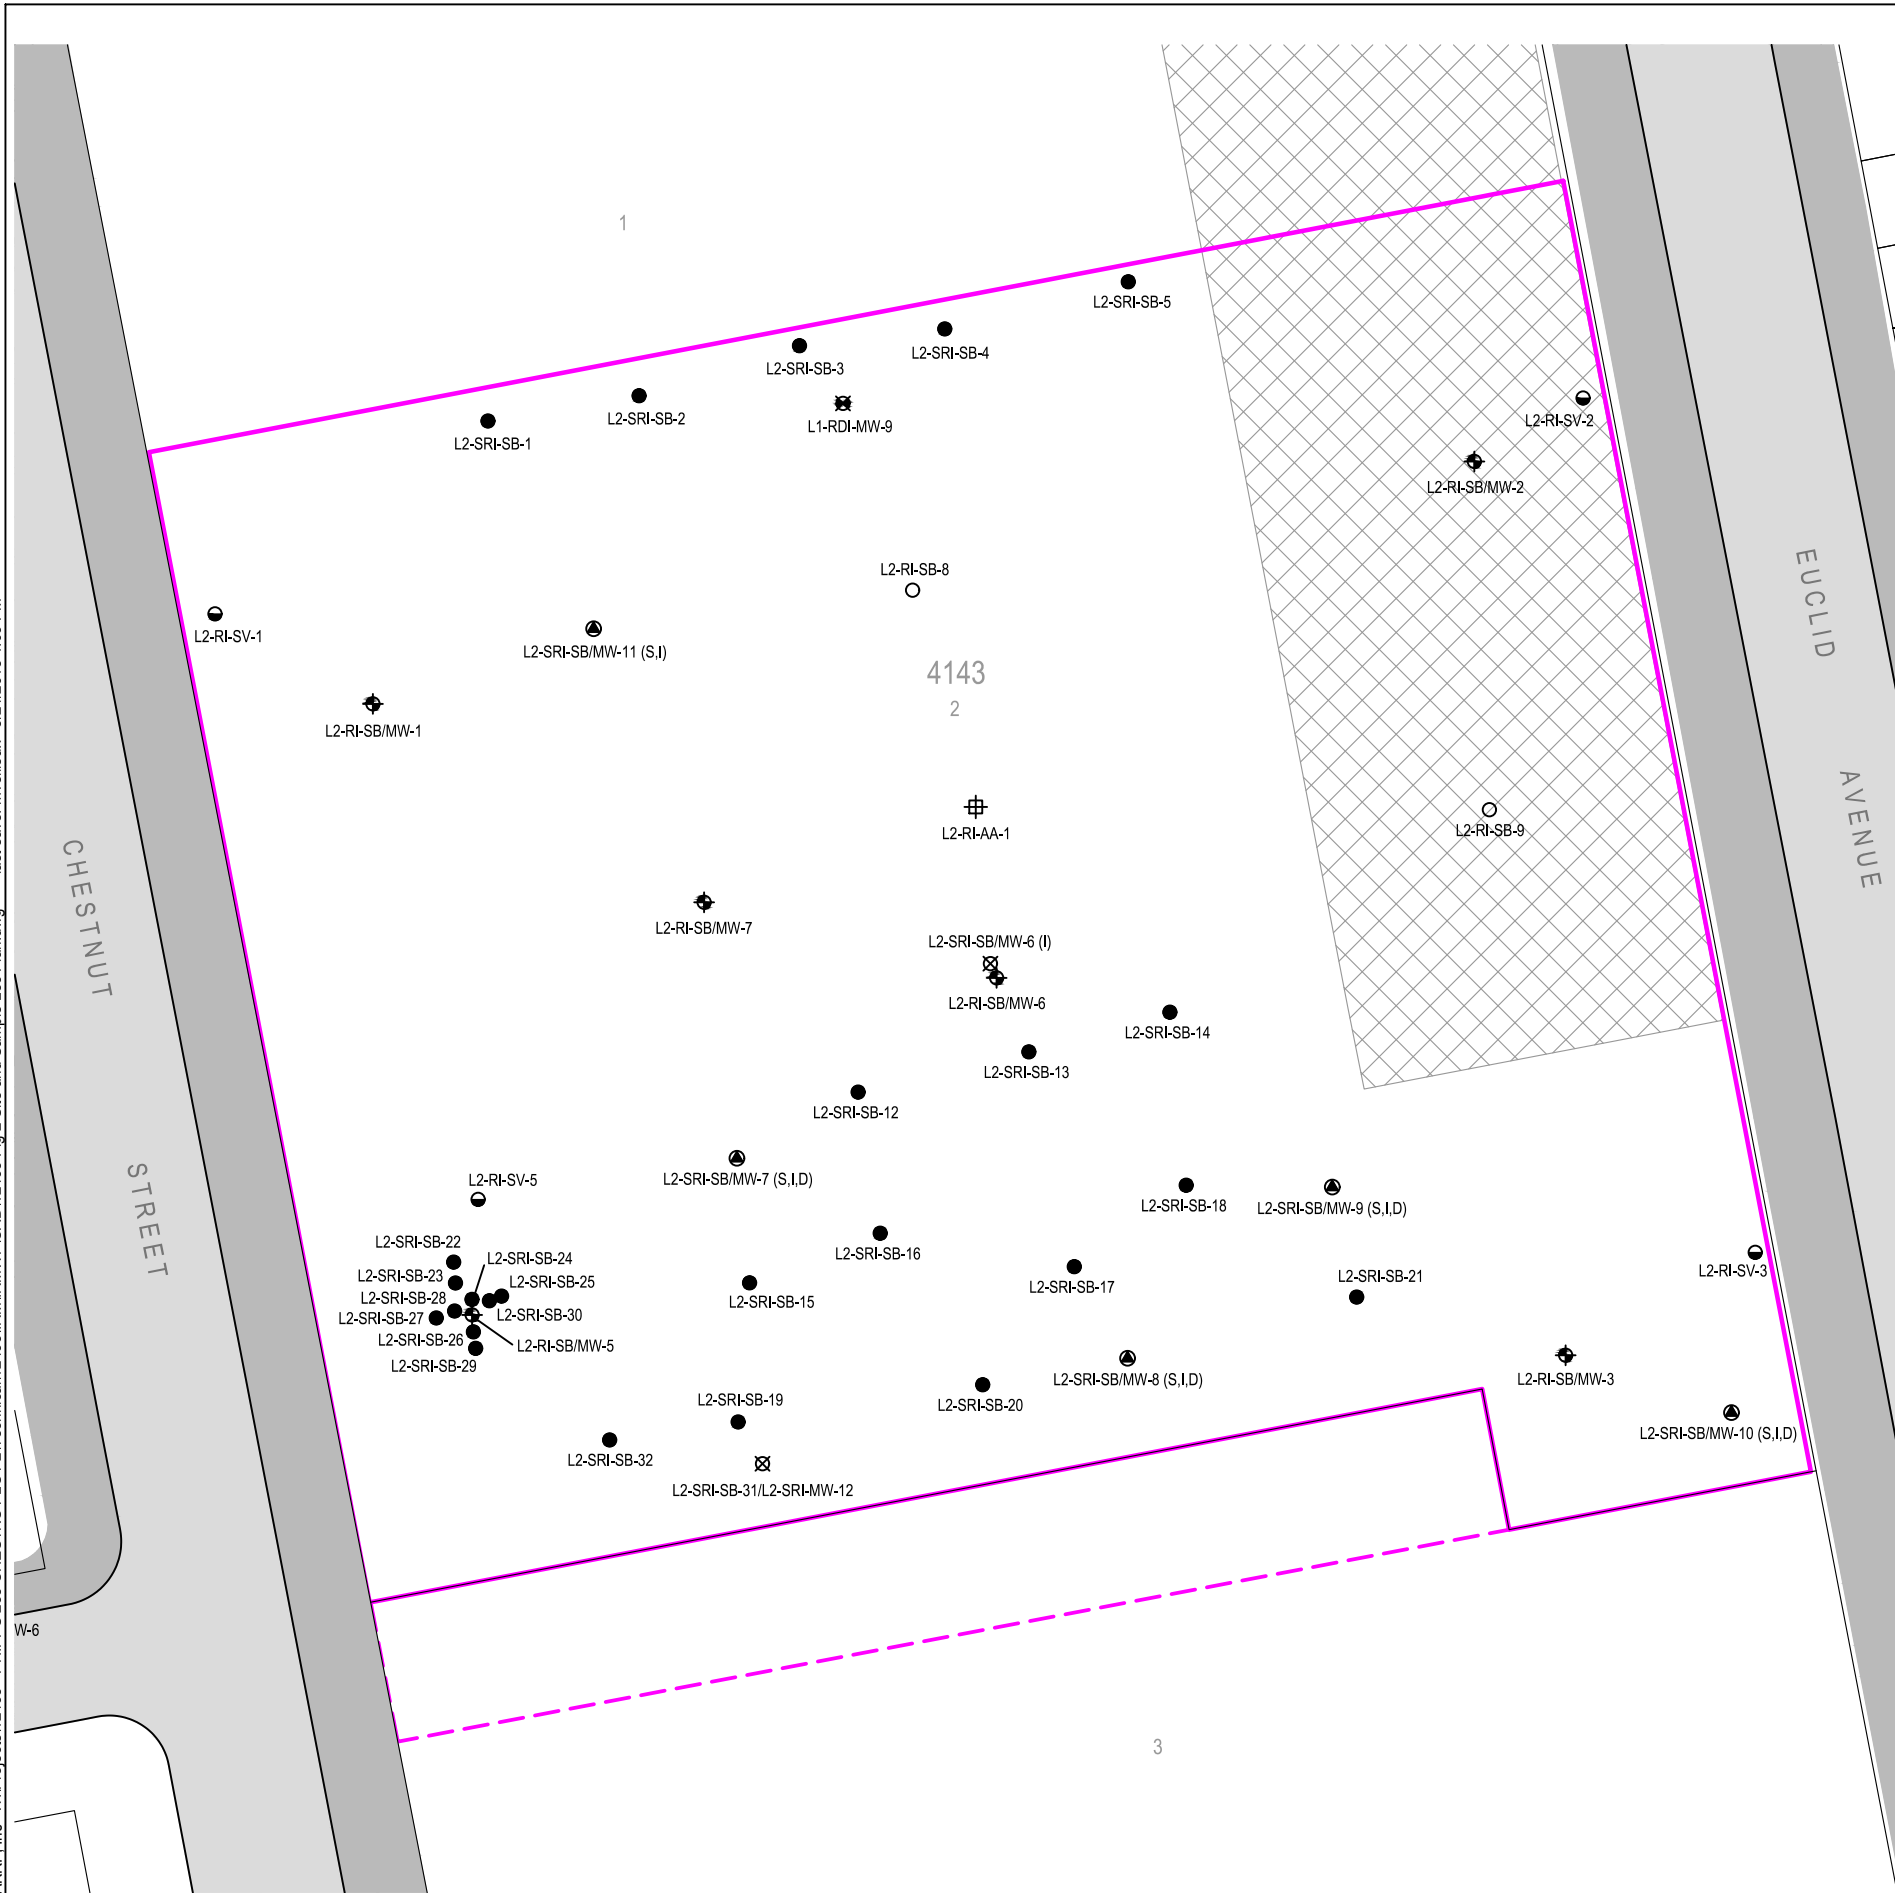 1
L2-SRI-SB-5
L2-SRI-SB-4
L2-SRI-SB-3
L2-SRI-SB-2
L1-RDI-MW-9
L2-RI-SV-2
L2-SRI-SB-1
L2-RI-SB/MW-2
L2-RI-SB-8
EUCLID
L2-RI-SV-1
L2-SRI-SB/MW-11 (S,I)
4143
2
L2-RI-SB/MW-1
AVENUE
L2-RI-AA-1
L2-RI-SB-9
CHESTNUT
L2-RI-SB/MW-7
L2-SRI-SB/MW-6 (I)
L2-RI-SB/MW-6
L2-SRI-SB-14
L2-SRI-SB-13
L2-SRI-SB-12
L2-RI-SV-5
L2-SRI-SB/MW-7 (S,I,D)
STREET
L2-SRI-SB-18
L2-SRI-SB/MW-9 (S,I,D)
L2-SRI-SB-22
L2-SRI-SB-24
L2-SRI-SB-16
L2-RI-SV-3
L2-SRI-SB-23
L2-SRI-SB-25
L2-SRI-SB-17
L2-SRI-SB-21
L2-SRI-SB-28
L2-SRI-SB-30
L2-SRI-SB-15
L2-SRI-SB-27
L2-SRI-SB-26
L2-RI-SB/MW-5
L2-SRI-SB-29
L2-SRI-SB/MW-8 (S,I,D)
L2-RI-SB/MW-3
L2-SRI-SB-19
L2-SRI-SB-20
L2-SRI-SB/MW-10 (S,I,D)
L2-SRI-SB-32
L2-SRI-SB-31/L2-SRI-MW-12
W-6
3